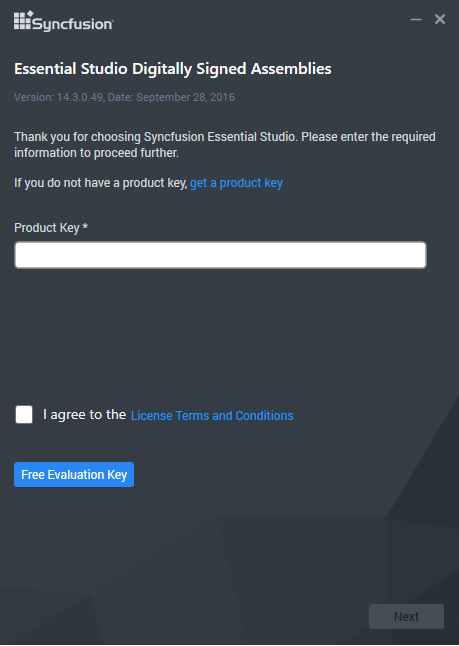 Syncfusion®
Essential Studio Digitally Signed Assemblies
Version: 14.3.0.49, Date: September 28, 2016
Thank you for choosing Syncfusion Essential Studio. Please enter the required
information to proceed further.
If you do not have a product key, get a product key
Product Key *
I agree to the License Terms and Conditions
Free Evaluation Key
Next